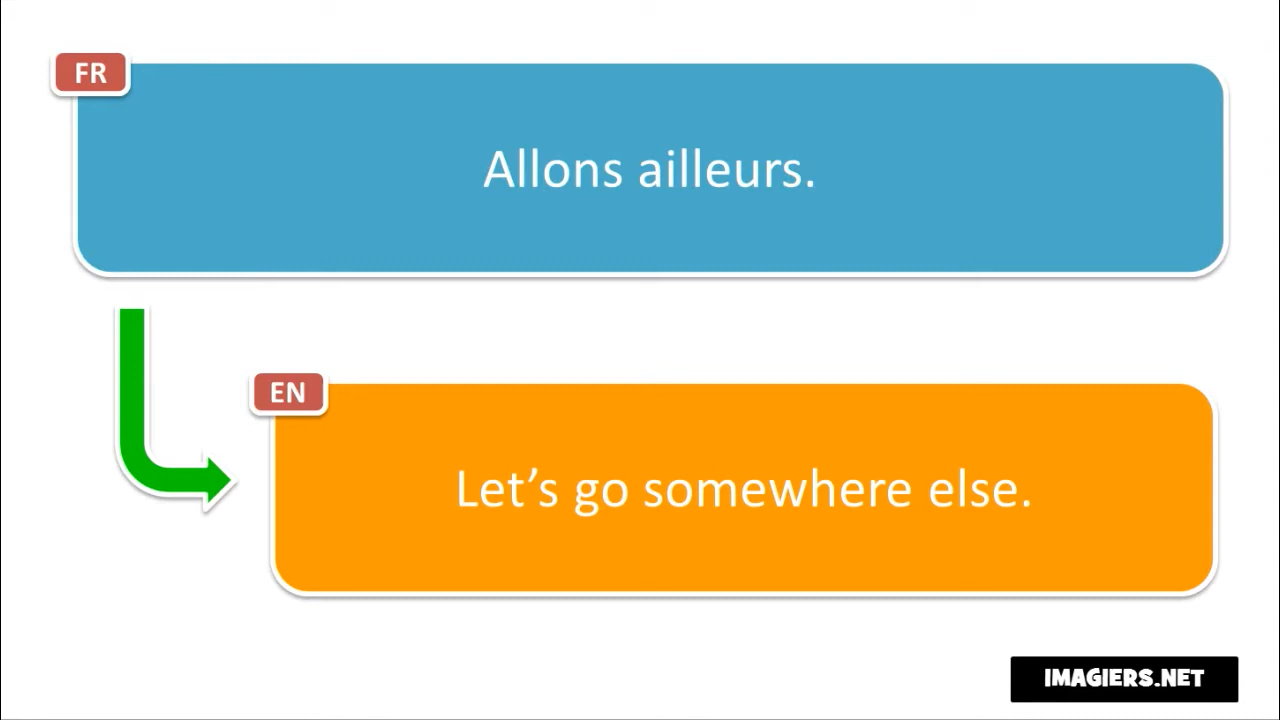 FR
Allons ailleurs.
EN
Let’s go somewhere else.
IMAGIERS.NET